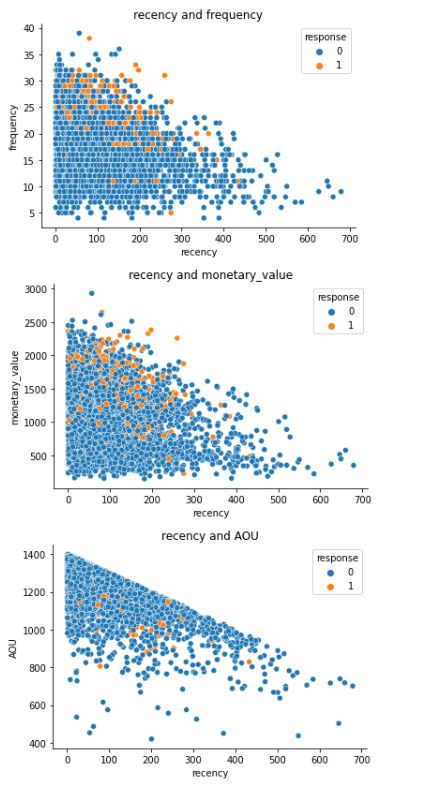 recency and frequency
response
0
1
40
35
30
25
20
15
10
5
frequency
0 100 200 300 400 500 600 700
recency
recency and monetary_value
response
0
1
3000
2500
2000
1500
1000
500
monetary_value
0 100 200 300 400 500 600 700
recency
recency and AOU
response
0
1
1400
1200
1000
800
600
400
AOU
0 100 200 300 400 500 600 700
recency